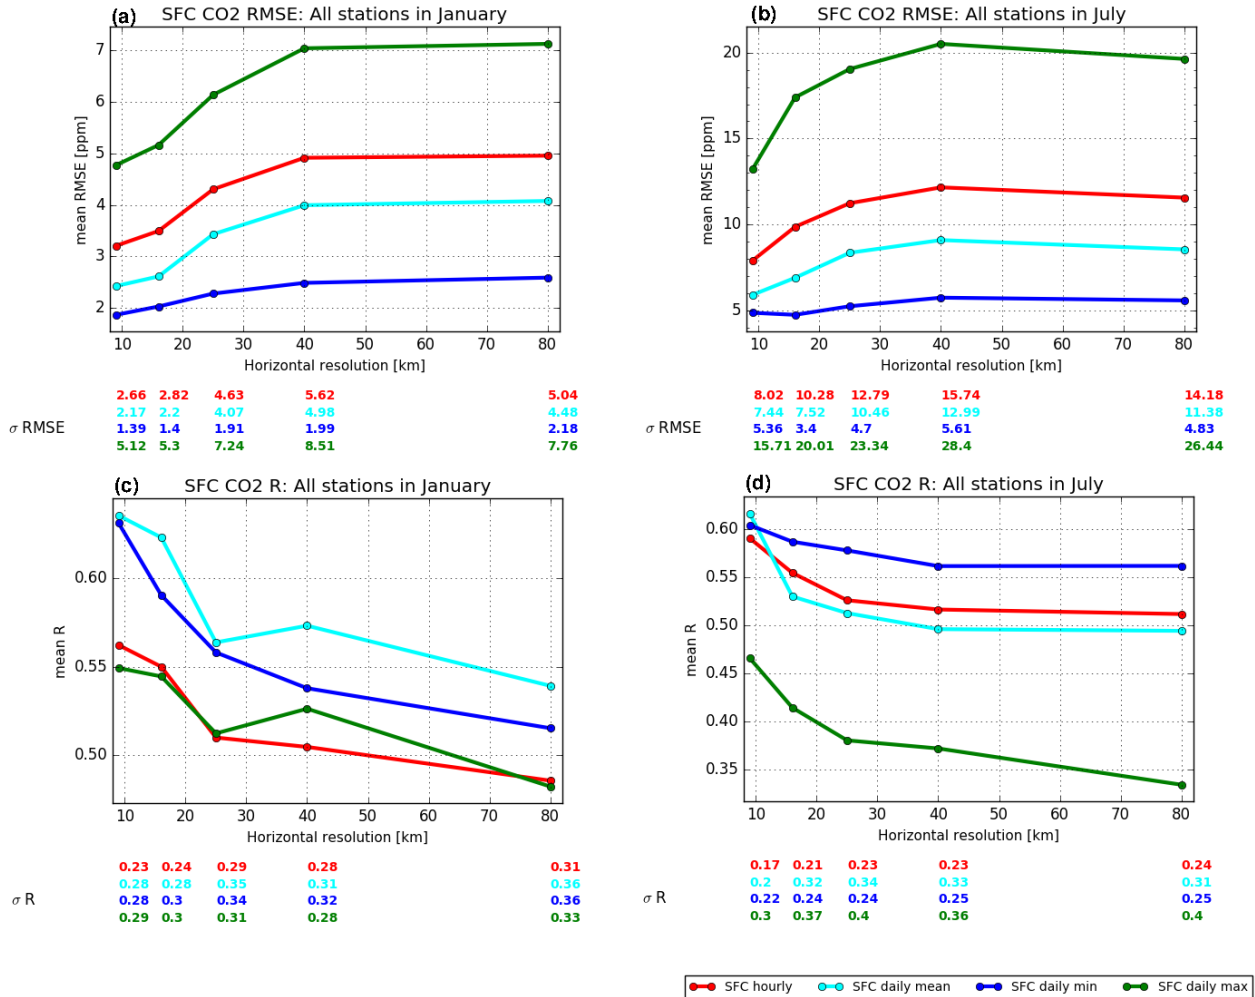 (a) SFC CO2 RMSE: All stations in January
7
6
5
4
3
2
mean RMSE [ppm]
10 20 30 40 50 60 70 80
Horizontal resolution [km]
σ RMSE
2.66 2.82 4.63 5.62 5.04
2.17 2.2 4.07 4.98 4.48
1.39 1.4 1.91 1.99 2.18
5.12 5.3 7.24 8.51 7.76
(b) SFC CO2 RMSE: All stations in July
20
15
10
5
mean RMSE [ppm]
10 20 30 40 50 60 70 80
Horizontal resolution [km]
σ RMSE
8.02 10.28 12.79 15.74 14.18
7.44 7.52 10.46 12.99 11.38
5.36 3.4 4.7 5.61 4.83
15.71 20.01 23.34 28.4 26.44
(c) SFC CO2 R: All stations in January
0.60
0.55
0.50
mean R
10 20 30 40 50 60 70 80
Horizontal resolution [km]
σ R
0.23 0.24 0.29 0.28 0.31
0.28 0.28 0.35 0.31 0.36
0.28 0.3 0.34 0.32 0.36
0.29 0.3 0.31 0.28 0.33
(d) SFC CO2 R: All stations in July
0.60
0.55
0.50
0.45
0.40
0.35
mean R
10 20 30 40 50 60 70 80
Horizontal resolution [km]
σ R
0.17 0.21 0.23 0.23 0.24
0.2 0.32 0.34 0.33 0.31
0.22 0.24 0.24 0.25 0.25
0.3 0.37 0.4 0.36 0.4
SFC hourly SFC daily mean SFC daily min SFC daily max